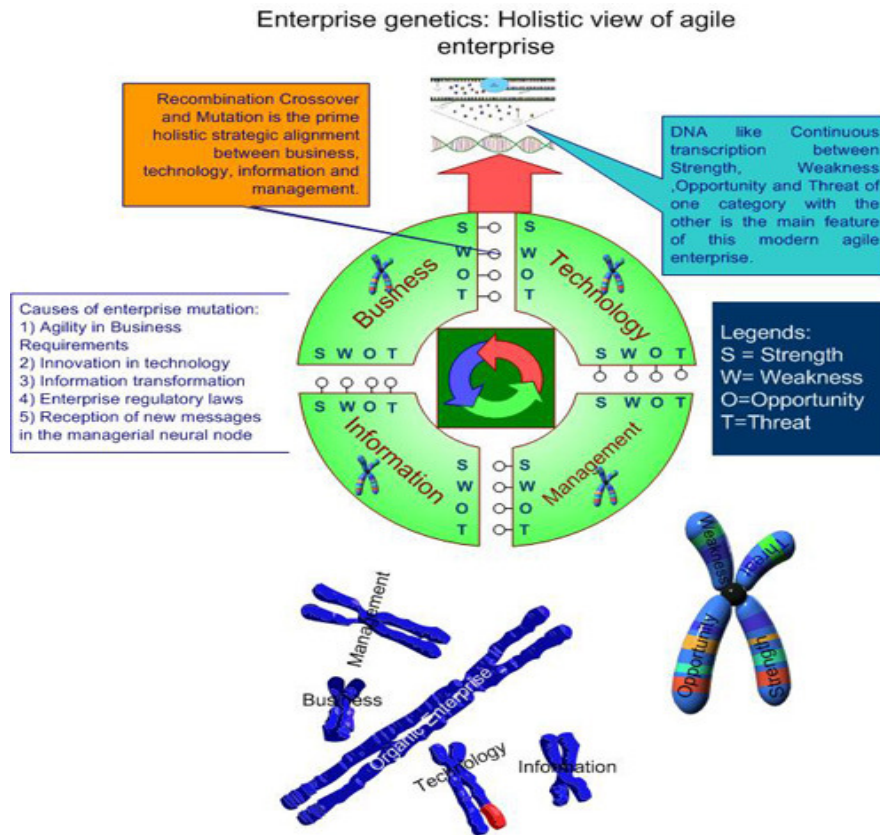 Enterprise genetics: Holistic view of agile
enterprise
Recombination Crossover
and Mutation is the prime
holistic strategic alignment
between business,
technology, information and
management.
DNA like Continuous
transcription between
Strength, Weakness
,Opportunity and Threat of
one category with the
other is the main feature
of this modern agile
enterprise.
Business
S
W
O
T
S W O T
Technology
S
W
O
T
S W O T
Causes of enterprise mutation:
1) Agility in Business
Requirements
2) Innovation in technology
3) Information transformation
4) Enterprise regulatory laws
5) Reception of new messages
in the managerial neural node
Legends:
S = Strength
W= Weakness
O=Opportunity
T=Threat
S W O T
Information
S
W
O
T
S W O T
Management
S
W
O
T
Weakness
Threat
Opportunity
Strength
Management
Business
Organic Enterprise
Technology
Information